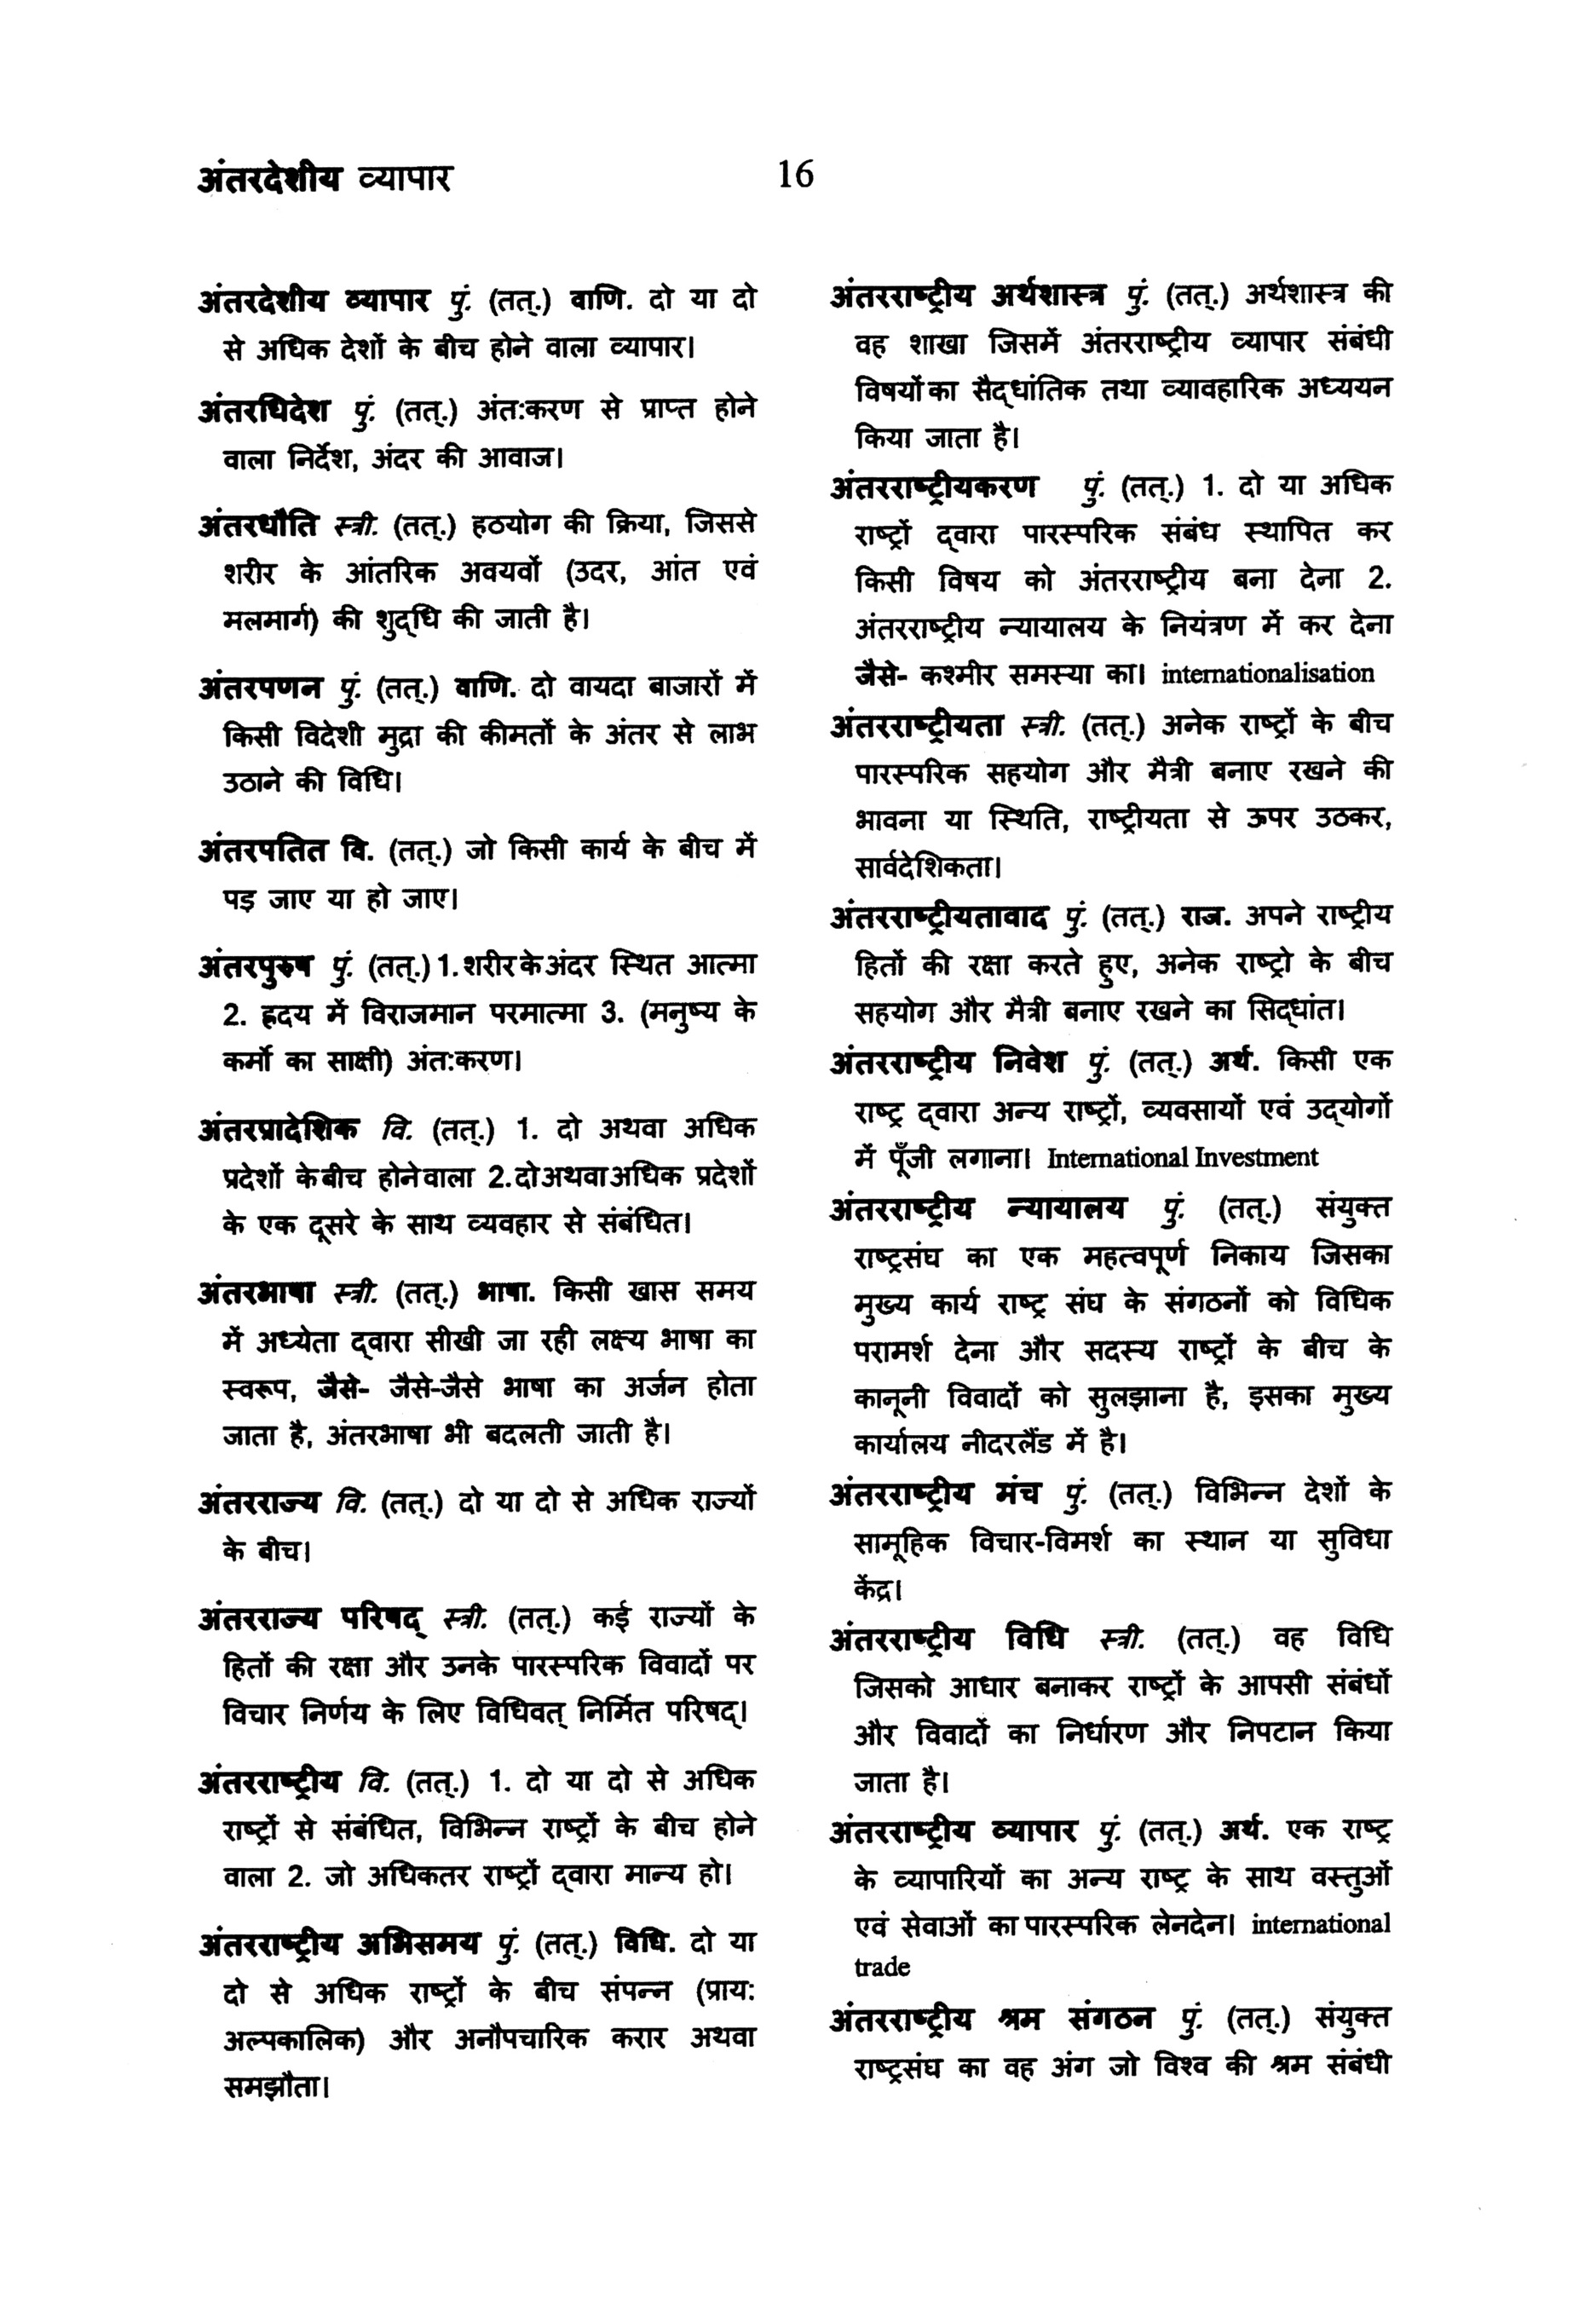 अंतरदेशीय व्यापार
16
अंतरदेशीय व्यापार पुं. (तत्.) वाणि. दो या दो
से अधिक देशों के बीच होने वाला व्यापार।
अंतरधिदेश पुं. (तत्.) अंत:करण से प्राप्त होने
वाला निर्देश, अंदर की आवाज।
अंतरधौति स्त्री. (तत्.) हठयोग की क्रिया, जिससे
शरीर के आंतरिक अवयवों (उदर, आंत एवं
मलमार्ग) की शुद्‌धि की जाती है।
अंतरपणन पुं. (तत्.) वाणि. दो वायदा बाजारों में
किसी विदेशी मुद्रा की कीमतों के अंतर से लाभ
उठाने की विधि।
अंतरपतित वि. (तत्.) जो किसी कार्य के बीच में
पड़ जाए या हो जाए।
अंतरपुरुष पुं. (तत्.) 1. शरीर के अंदर स्थित आत्मा
2. हृदय में विराजमान परमात्मा 3. (मनुष्य के
कर्मों का साक्षी) अंत:करण।
अंतरप्रादेशिक वि. (तत्.) 1. दो अथवा अधिक
प्रदेशों के बीच होने वाला 2. दो अथवा अधिक प्रदेशों
के एक दूसरे के साथ व्यवहार से संबंधित।
अंतरभाषा स्त्री. (तत्.) भाषा. किसी खास समय
में अध्येता द्‌वारा सीखी जा रही लक्ष्य भाषा का
स्वरूप, जैसे- जैसे-जैसे भाषा का अर्जन होता
जाता है, अंतरभाषा भी बदलती जाती है।
अंतरराज्य वि. (तत्.) दो या दो से अधिक राज्यों
के बीच।
अंतरराज्य परिषद् स्त्री. (तत्.) कई राज्यों के
हितों की रक्षा और उनके पारस्परिक विवादों पर
विचार निर्णय के लिए विधिवत् निर्मित परिषद्।
अंतरराष्ट्रीय वि. (तत्.) 1. दो या दो से अधिक
राष्ट्रों से संबंधित, विभिन्न राष्ट्रों के बीच होने
वाला 2. जो अधिकतर राष्ट्रों द्‌वारा मान्य हो।
अंतरराष्ट्रीय अभिसमय पुं. (तत्.) विधि. दो या
दो से अधिक राष्ट्रों के बीच संपन्न (प्राय:
अल्पकालिक) और अनौपचारिक करार अथवा
समझौता।
अंतरराष्ट्रीय अर्थशास्त्र पुं. (तत्.) अर्थशास्त्र की
वह शाखा जिसमें अंतरराष्ट्रीय व्यापार संबंधी
विषयों का सैद्‌धांतिक तथा व्यावहारिक अध्ययन
किया जाता है।
अंतरराष्ट्रीयकरण पुं. (तत्.) 1. दो या अधिक
राष्ट्रों द्‌वारा पारस्परिक संबंध स्थापित कर
किसी विषय को अंतरराष्ट्रीय बना देना 2.
अंतरराष्ट्रीय न्यायालय के नियंत्रण में कर देना
जैसे- कश्मीर समस्या का। internationalisation
अंतरराष्ट्रीयता स्त्री. (तत्.) अनेक राष्ट्रों के बीच
पारस्परिक सहयोग और मैत्री बनाए रखने की
भावना या स्थिति, राष्ट्रीयता से ऊपर उठकर,
सार्वदेशिकता।
अंतरराष्ट्रीयतावाद पुं. (तत्.) राज. अपने राष्ट्रीय
हितों की रक्षा करते हुए, अनेक राष्ट्रो के बीच
सहयोग और मैत्री बनाए रखने का सिद्‌धांत।
अंतरराष्ट्रीय निवेश पुं. (तत्.) अर्थ. किसी एक
राष्ट्र द्‌वारा अन्य राष्ट्रों, व्यवसायों एवं उद्‌योगों
में पूँजी लगाना। International Investment
अंतरराष्ट्रीय न्यायालय पुं. (तत्.) संयुक्त
राष्ट्रसंघ का एक महत्वपूर्ण निकाय जिसका
मुख्य कार्य राष्ट्र संघ के संगठनों को विधिक
परामर्श देना और सदस्य राष्ट्रों के बीच के
कानूनी विवादों को सुलझाना है, इसका मुख्य
कार्यालय नीदरलैंड में है।
अंतरराष्ट्रीय मंच पुं. (तत्.) विभिन्न देशों के
सामूहिक विचार-विमर्श का स्थान या सुविधा
केंद्र।
अंतरराष्ट्रीय विधि स्त्री. (तत्.) वह विधि
जिसको आधार बनाकर राष्ट्रों के आपसी संबंधों
और विवादों का निर्धारण और निपटान किया
जाता है।
अंतरराष्ट्रीय व्यापार पुं. (तत्.) अर्थ. एक राष्ट्र
के व्यापारियों का अन्य राष्ट्र के साथ वस्तुओं
एवं सेवाओं का पारस्परिक लेनदेन। international
trade
अंतरराष्ट्रीय श्रम संगठन पुं. (तत्.) संयुक्त
राष्ट्रसंघ का वह अंग जो विश्व की श्रम संबंधी